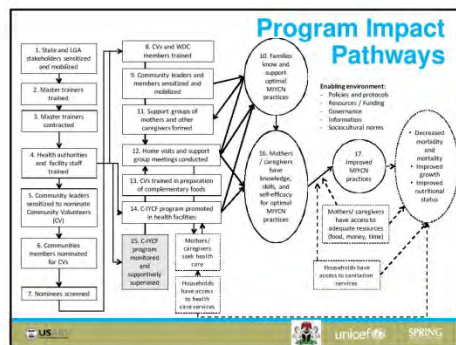 Program Impact
Pathways
1. State and LGA
stakeholders sensitized
and mobilized
2. Master trainers
trained
3. Master trainers
contracted
4. Health authorities
and facility staff
trained
5. Community leaders
sensitized to nominate
Community Volunteers
(CV)
6. Communities
members nominated
for CVs
7. Nominees screened
8. CVs and WDC
members trained
9. Community leaders
and members sensitized
and mobilized
11. Support groups of
mothers and other
caregivers formed
12. Home visits and support
group meetings conducted
13. CVs trained in preparation
of complementary foods
14. C-IYCF program promoted
in health facilities
15. C-IYCF
program
monitored
and
supportively
supervised
Mothers/
caregivers
seek health
care
Households
have access
to health
care services
10. Families
know and
support
optimal
MIYCN
practices
16. Mothers
/ caregivers
have
knowledge,
skills, and
self-efficacy
for optimal
MIYCN
practices
Enabling environment:
- Policies and protocols
- Resources / Funding
- Governance
- Information
- Sociocultural norms
17.
Improved
MIYCN
practices
Mothers/ caregivers
have access to
adequate resources
(food, money, time)
Households have
access to sanitation
services
• Decreased
morbidity and
mortality
• Improved
growth
• Improved
nutritional
status
USAID
unicef
SPRING